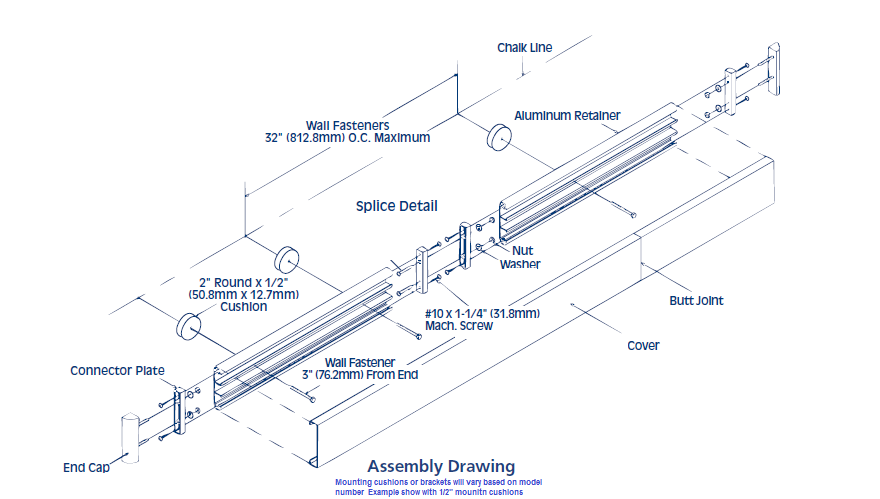 Chalk Line
Wall Fasteners
32" (812.8mm) O.C. Maximum
Aluminum Retainer
Splice Detail
Nut
Washer
2" Round x 1/2"
(50.8mm x 12.7mm)
Cushion
#10 x 1-1/4" (31.8mm)
Mach. Screw
Butt Joint
Cover
Connector Plate
Wall Fastener
3" (76.2mm) From End
End Cap
Assembly Drawing
Mounting cushions or brackets will vary based on model
number Example show with 1/2" mounitn cushions